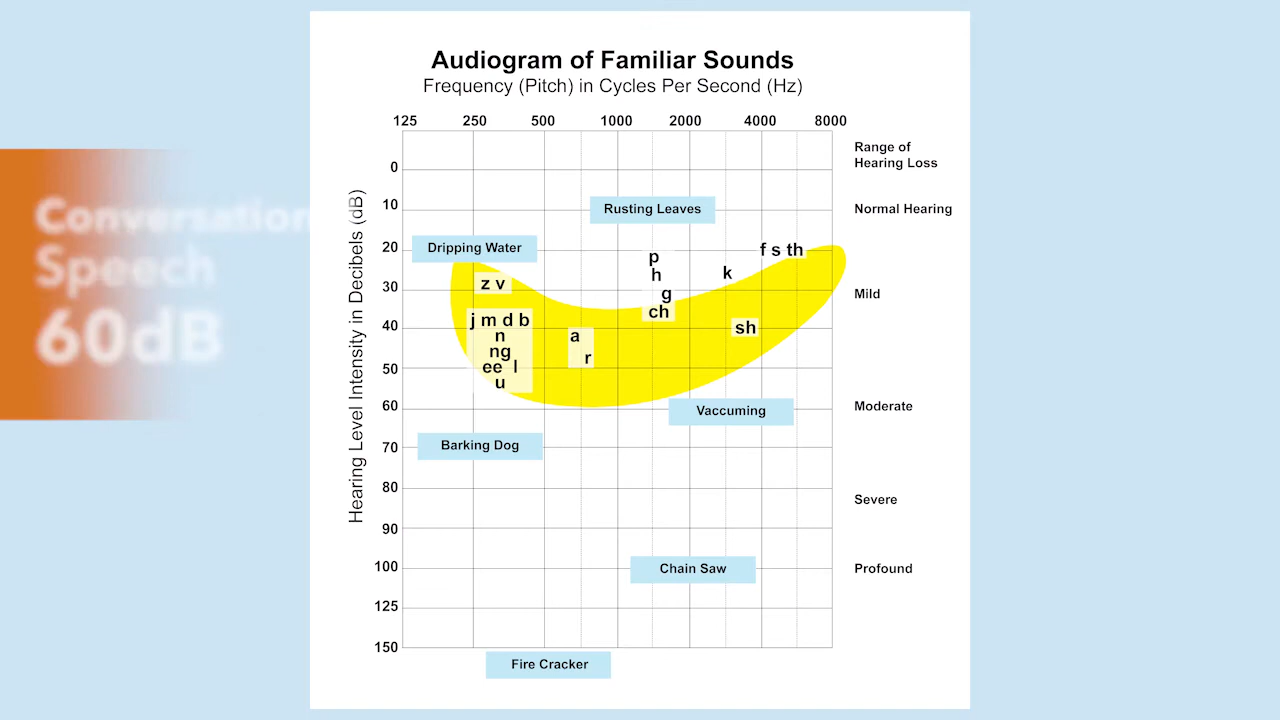 Audiogram of Familiar Sounds
Frequency (Pitch) in Cycles Per Second (Hz)
125 250 500 1000 2000 4000 8000
Hearing Level Intensity in Decibels (dB)
0
10
20
30
40
50
60
70
80
90
100
125
150
Range of
Hearing Loss
Normal Hearing
Mild
Moderate
Severe
Profound
Rusting Leaves
Dripping Water
z v
j m d b
n
ng
ee l
u
a
r
p
h
g
ch
k
f s th
sh
Vaccuming
Barking Dog
Chain Saw
Fire Cracker
Conversation
Speech
60dB